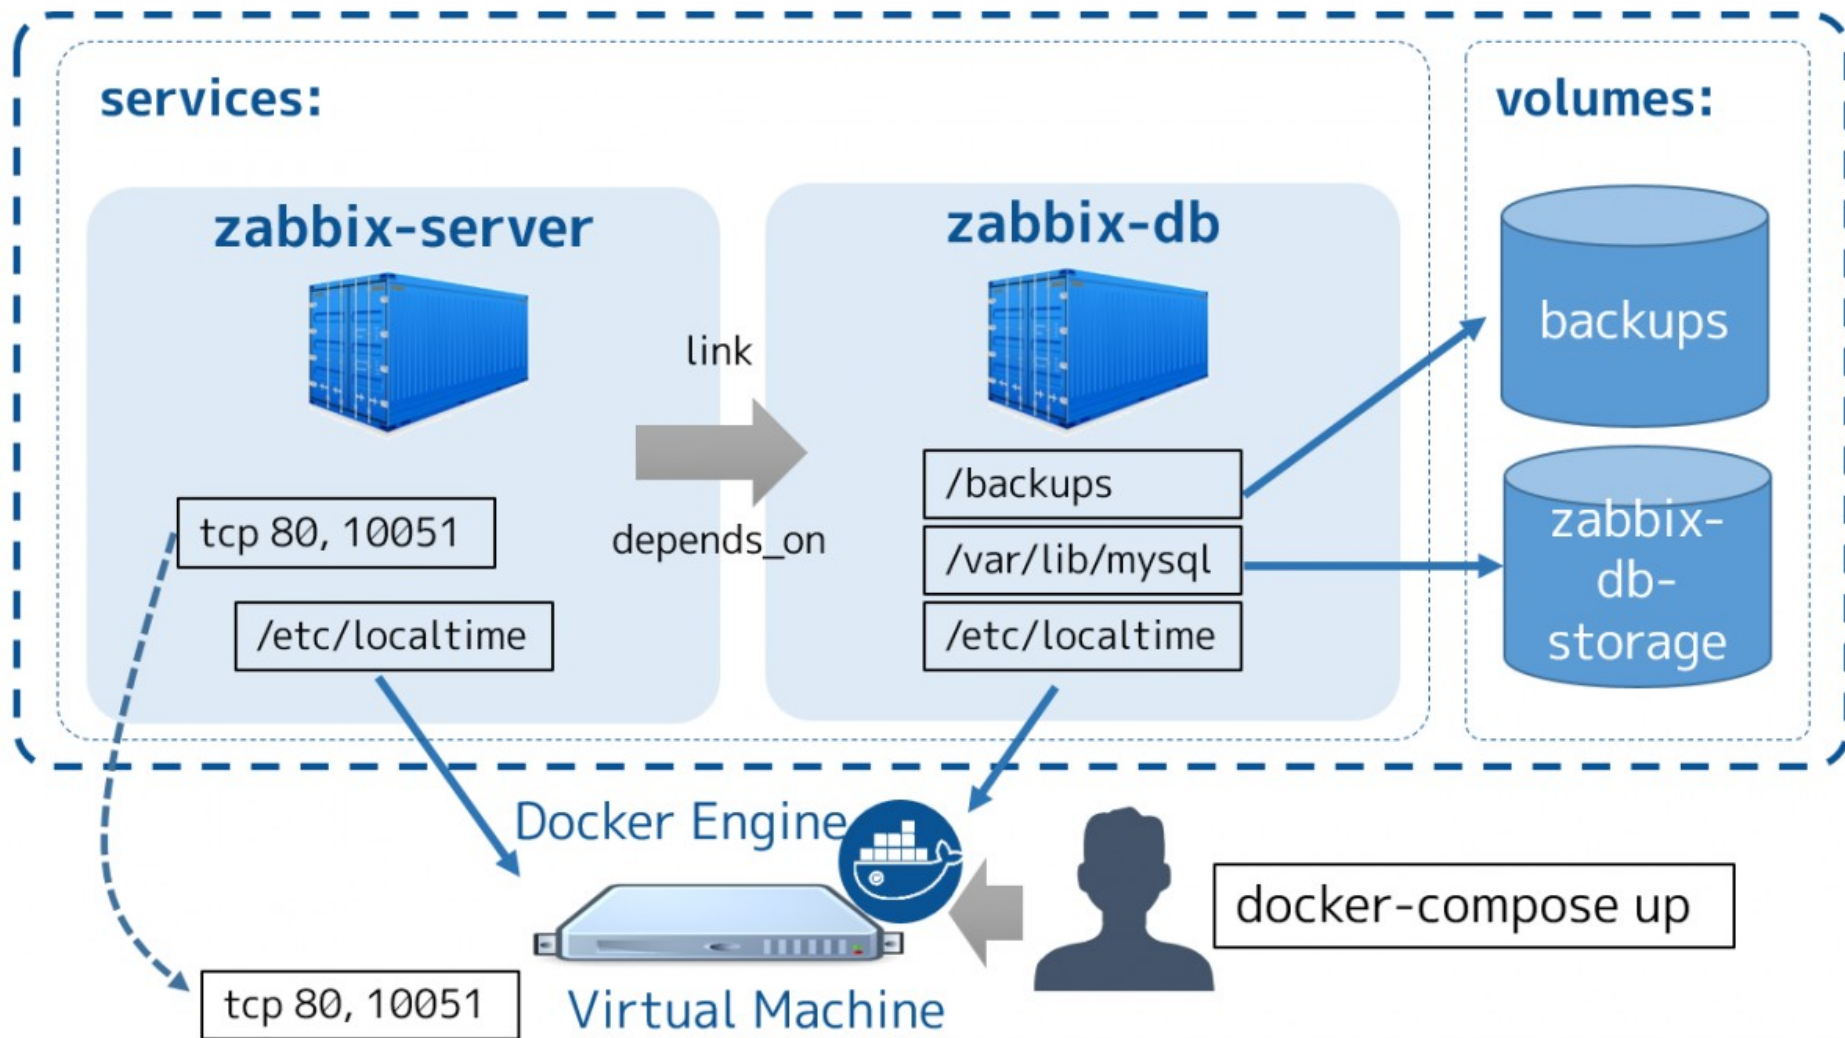 services:
volumes:
zabbix-server
zabbix-db
link
depends_on
tcp 80, 10051
/etc/localtime
/backups
/var/lib/mysql
/etc/localtime
backups
zabbix-
db-
storage
Docker Engine
docker-compose up
tcp 80, 10051
Virtual Machine